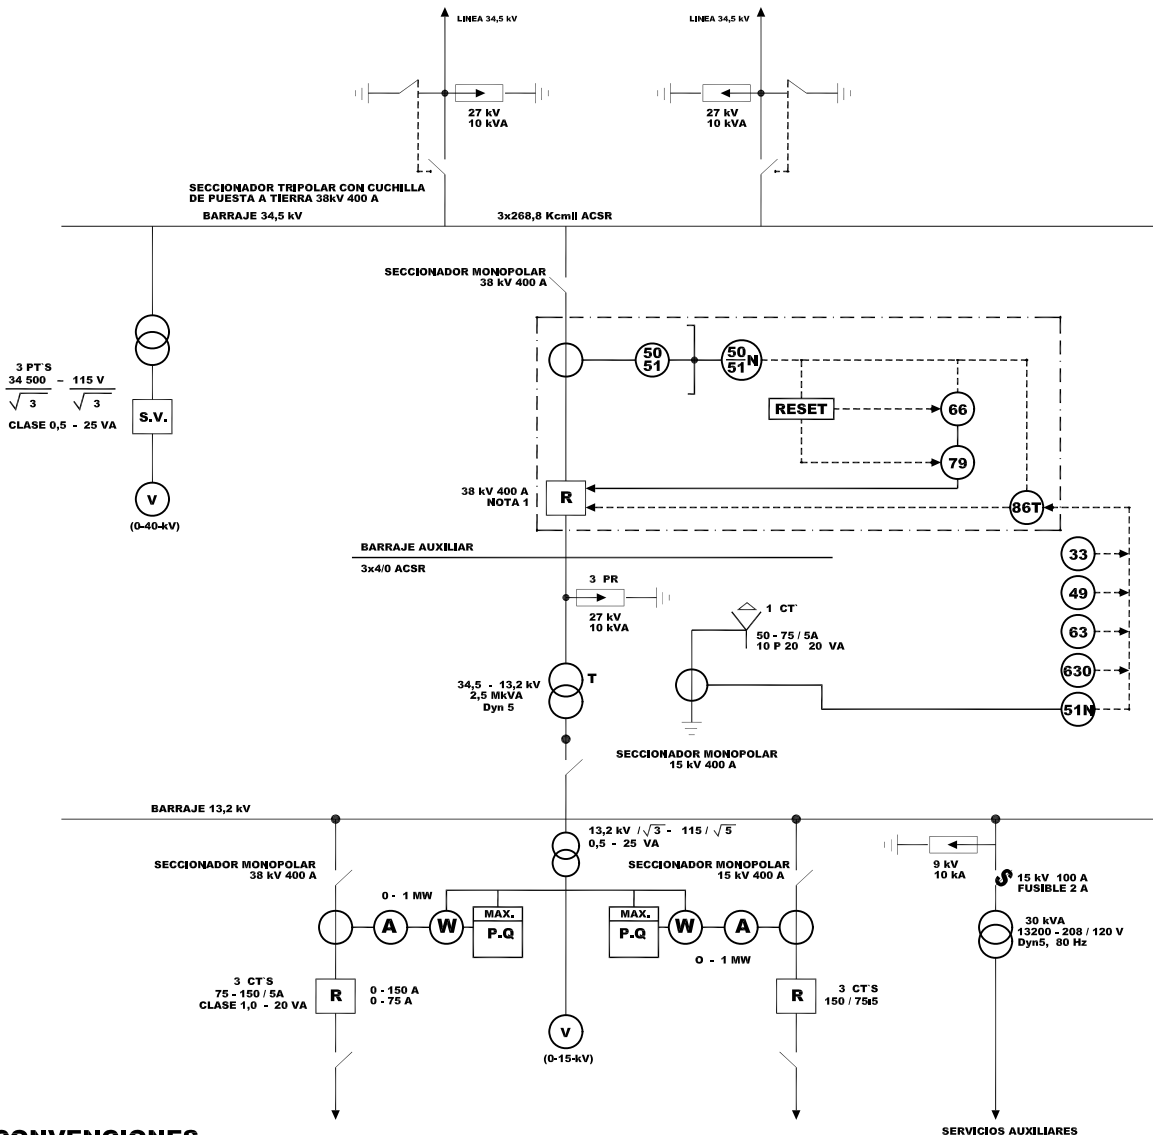 LINEA 34,5 kV
LINEA 34,5 kV
27 kV
10 kVA
27 kV
10 kVA
SECCIONADOR TRIPOLAR CON CUCHILLA
DE PUESTA A TIERRA 38kV 400 A
BARRAJE 34,5 kV
3x268,8 Kcmil ACSR
SECCIONADOR MONOPOLAR
38 kV 400 A
3 PT`S
34 500 – 115 V
√3 √3
CLASE 0,5 - 25 VA
S.V.
V
(0-40-kV)
50
51
50
51 N
RESET
66
79
86T
38 kV 400 A
NOTA 1
R
BARRAJE AUXILIAR
3x4/0 ACSR
3 PR
27 kV
10 kVA
33
49
63
630
51N
1 CT`
50 - 75 / 5A
10 P 20 20 VA
34,5 - 13,2 kV
2,5 MkVA
Dyn 5
T
SECCIONADOR MONOPOLAR
15 kV 400 A
BARRAJE 13,2 kV
13,2 kV /√3 - 115 / √5
0,5 - 25 VA
SECCIONADOR MONOPOLAR
38 kV 400 A
SECCIONADOR MONOPOLAR
15 kV 400 A
9 kV
10 kA
15 kV 100 A
FUSIBLE 2 A
0 - 1 MW
A
W
MAX.
P.Q
MAX.
P.Q
W
A
O - 1 MW
30 kVA
13200 - 208 / 120 V
Dyn5, 80 Hz
3 CT`S
75 - 150 / 5A
CLASE 1,0 - 20 VA
R
0 - 150 A
0 - 75 A
R
3 CT`S
150 / 75:5
V
(0-15-kV)
CONVENCIONES
SERVICIOS AUXILIARES